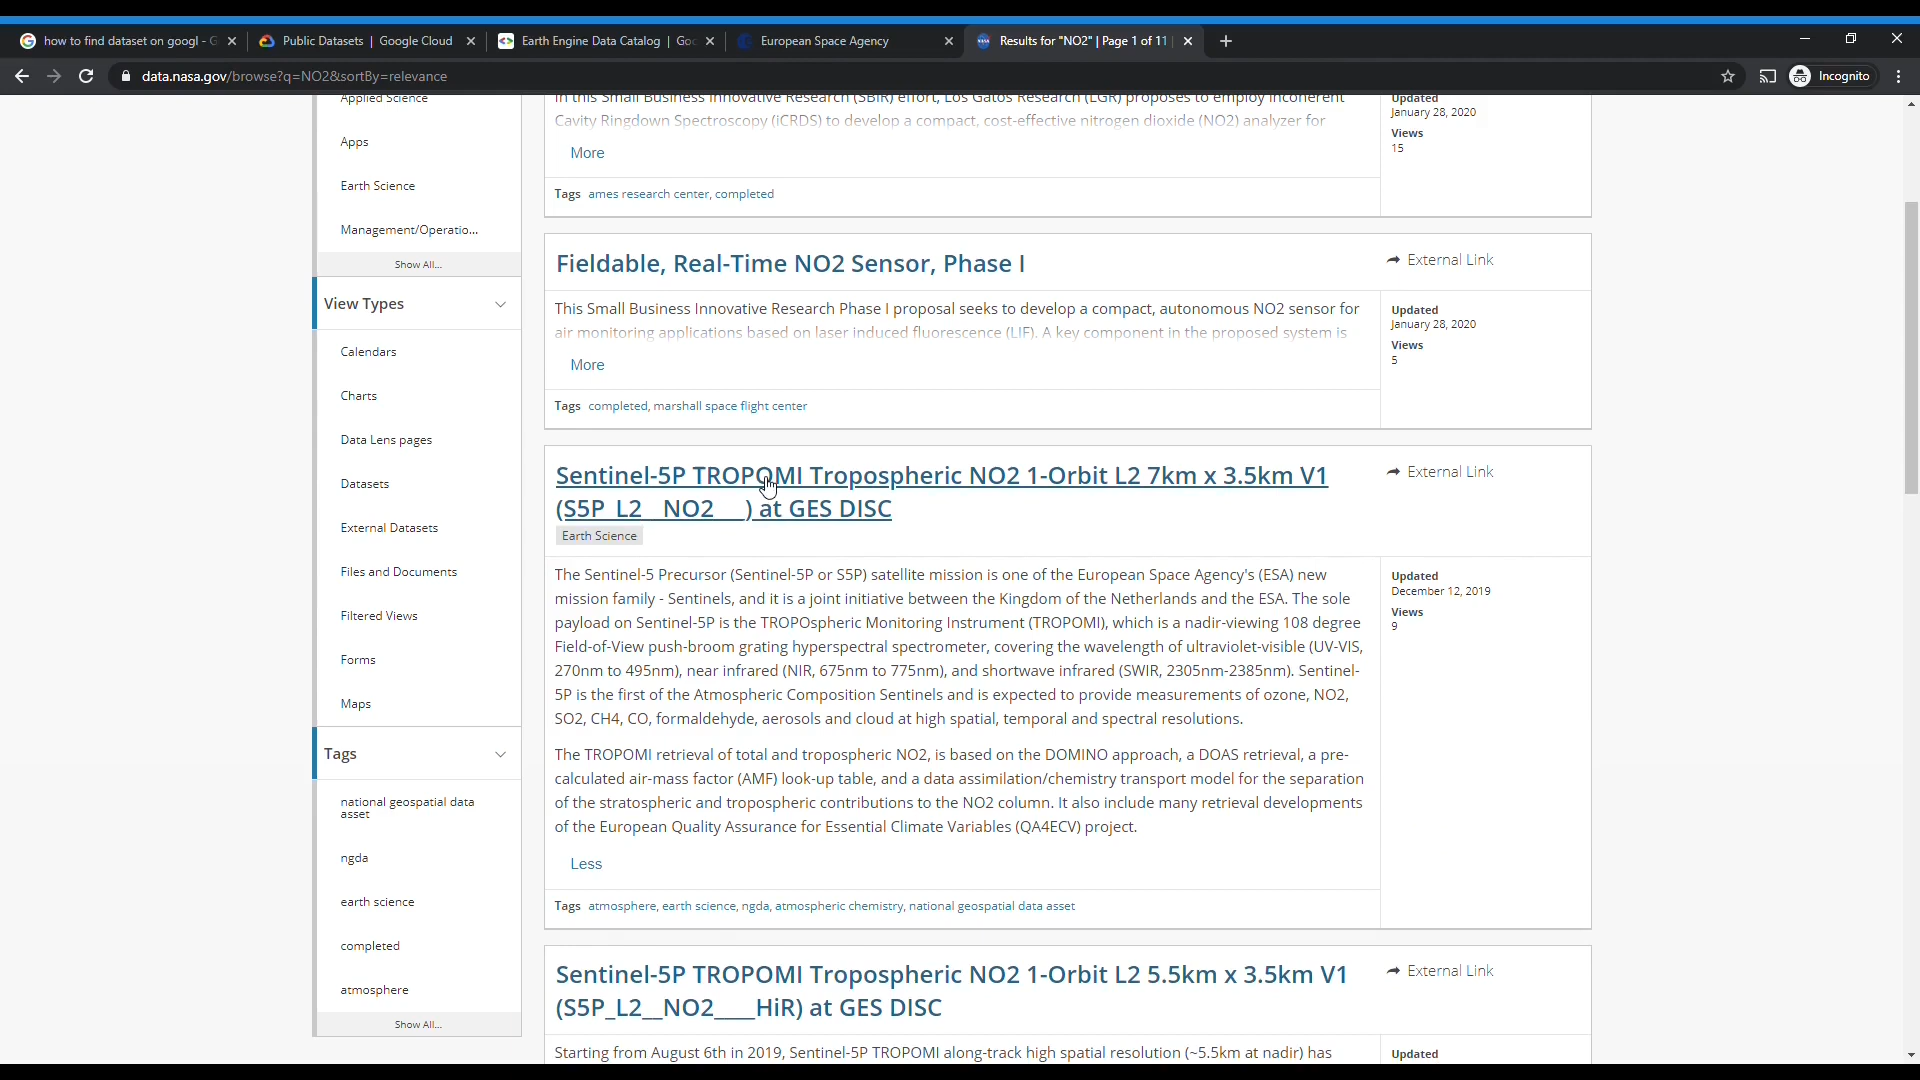 how to find dataset on googl - G
Public Datasets | Google Cloud
Earth Engine Data Catalog | Goo
European Space Agency
Results for "NO2" | Page 1 of 11
data.nasa.gov/browse?q=NO2&sortBy=relevance
Incognito
Applied Science
Apps
Earth Science
Management/Operatio...
Show All...
View Types
Calendars
Charts
Data Lens pages
Datasets
External Datasets
Files and Documents
Filtered Views
Forms
Maps
Tags
national geospatial data
asset
ngda
earth science
completed
atmosphere
Show All...
In this Small Business Innovative Research (SBIR) effort, Los Gatos Research (LGR) proposes to employ Incoherent
Cavity Ringdown Spectroscopy (iCRDS) to develop a compact, cost-effective nitrogen dioxide (NO2) analyzer for
More
Tags ames research center, completed
Updated
January 28, 2020
Views
15
Fieldable, Real-Time NO2 Sensor, Phase I
External Link
This Small Business Innovative Research Phase I proposal seeks to develop a compact, autonomous NO2 sensor for
air monitoring applications based on laser induced fluorescence (LIF). A key component in the proposed system is
More
Tags completed, marshall space flight center
Updated
January 28, 2020
Views
5
Sentinel-5P TROPOMI Tropospheric NO2 1-Orbit L2 7km x 3.5km V1
(S5P_L2__NO2___) at GES DISC
External Link
Earth Science
The Sentinel-5 Precursor (Sentinel-5P or S5P) satellite mission is one of the European Space Agency's (ESA) new
mission family - Sentinels, and it is a joint initiative between the Kingdom of the Netherlands and the ESA. The sole
payload on Sentinel-5P is the TROPOspheric Monitoring Instrument (TROPOMI), which is a nadir-viewing 108 degree
Field-of-View push-broom grating hyperspectral spectrometer, covering the wavelength of ultraviolet-visible (UV-VIS,
270nm to 495nm), near infrared (NIR, 675nm to 775nm), and shortwave infrared (SWIR, 2305nm-2385nm). Sentinel-
5P is the first of the Atmospheric Composition Sentinels and is expected to provide measurements of ozone, NO2,
SO2, CH4, CO, formaldehyde, aerosols and cloud at high spatial, temporal and spectral resolutions.
The TROPOMI retrieval of total and tropospheric NO2, is based on the DOMINO approach, a DOAS retrieval, a pre-
calculated air-mass factor (AMF) look-up table, and a data assimilation/chemistry transport model for the separation
of the stratospheric and tropospheric contributions to the NO2 column. It also include many retrieval developments
of the European Quality Assurance for Essential Climate Variables (QA4ECV) project.
Less
Tags atmosphere, earth science, ngda, atmospheric chemistry, national geospatial data asset
Updated
December 12, 2019
Views
9
Sentinel-5P TROPOMI Tropospheric NO2 1-Orbit L2 5.5km x 3.5km V1
(S5P_L2__NO2____HiR) at GES DISC
External Link
Starting from August 6th in 2019, Sentinel-5P TROPOMI along-track high spatial resolution (~5.5km at nadir) has
Updated